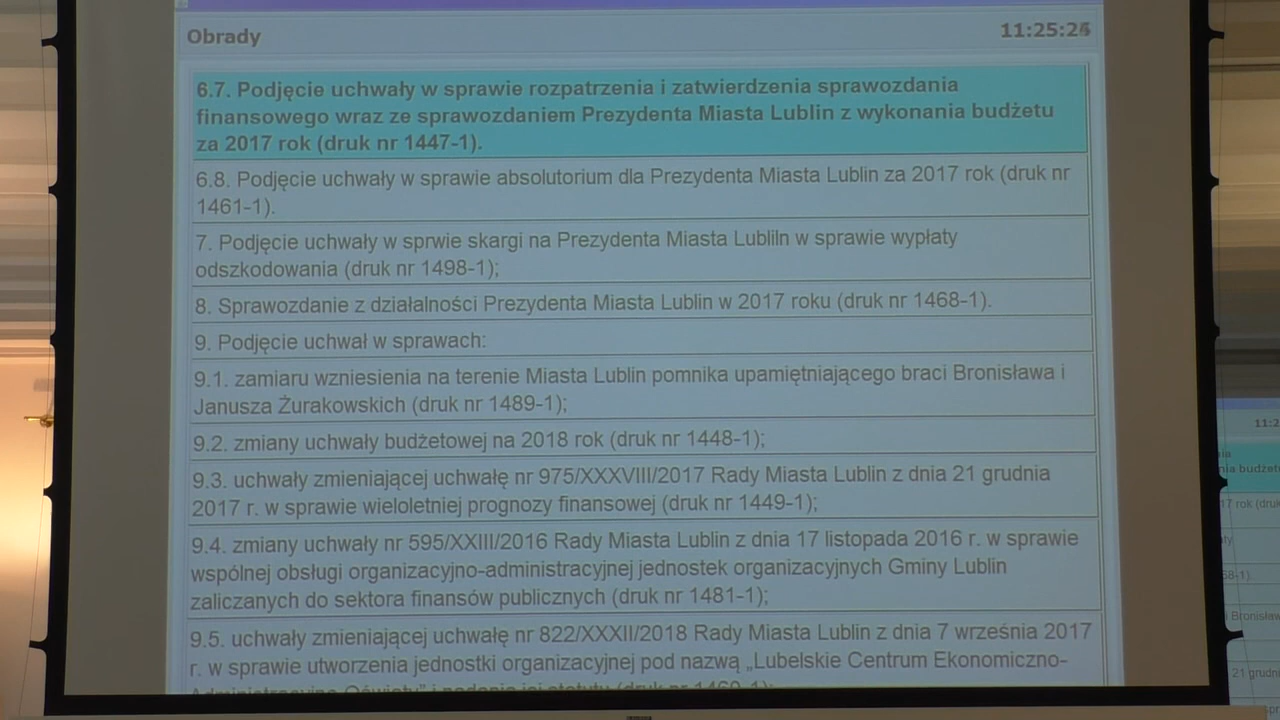 Obrady
11:25:26
6.7. Podjęcie uchwały w sprawie rozpatrzenia i zatwierdzenia sprawozdania
finansowego wraz ze sprawozdaniem Prezydenta Miasta Lublin z wykonania budżetu
za 2017 rok (druk nr 1447-1).
6.8. Podjęcie uchwały w sprawie absolutorium dla Prezydenta Miasta Lublin za 2017 rok (druk nr
1461-1).
7. Podjęcie uchwały w sprwie skargi na Prezydenta Miasta Lubliln w sprawie wypłaty
odszkodowania (druk nr 1498-1);
8. Sprawozdanie z działalności Prezydenta Miasta Lublin w 2017 roku (druk nr 1468-1).
9. Podjęcie uchwał w sprawach:
9.1. zamiaru wzniesienia na terenie Miasta Lublin pomnika upamiętniającego braci Bronisława i
Janusza Żurakowskich (druk nr 1489-1);
9.2. zmiany uchwały budżetowej na 2018 rok (druk nr 1448-1);
9.3. uchwały zmieniającej uchwałę nr 975/XXXVIII/2017 Rady Miasta Lublin z dnia 21 grudnia
2017 r. w sprawie wieloletniej prognozy finansowej (druk nr 1449-1);
9.4. zmiany uchwały nr 595/XXIII/2016 Rady Miasta Lublin z dnia 17 listopada 2016 r. w sprawie
wspólnej obsługi organizacyjno-administracyjnej jednostek organizacyjnych Gminy Lublin
zaliczanych do sektora finansów publicznych (druk nr 1481-1);
9.5. uchwały zmieniającej uchwałę nr 822/XXXII/2018 Rady Miasta Lublin z dnia 7 września 2017
r. w sprawie utworzenia jednostki organizacyjnej pod nazwą „Lubelskie Centrum Ekonomiczno-